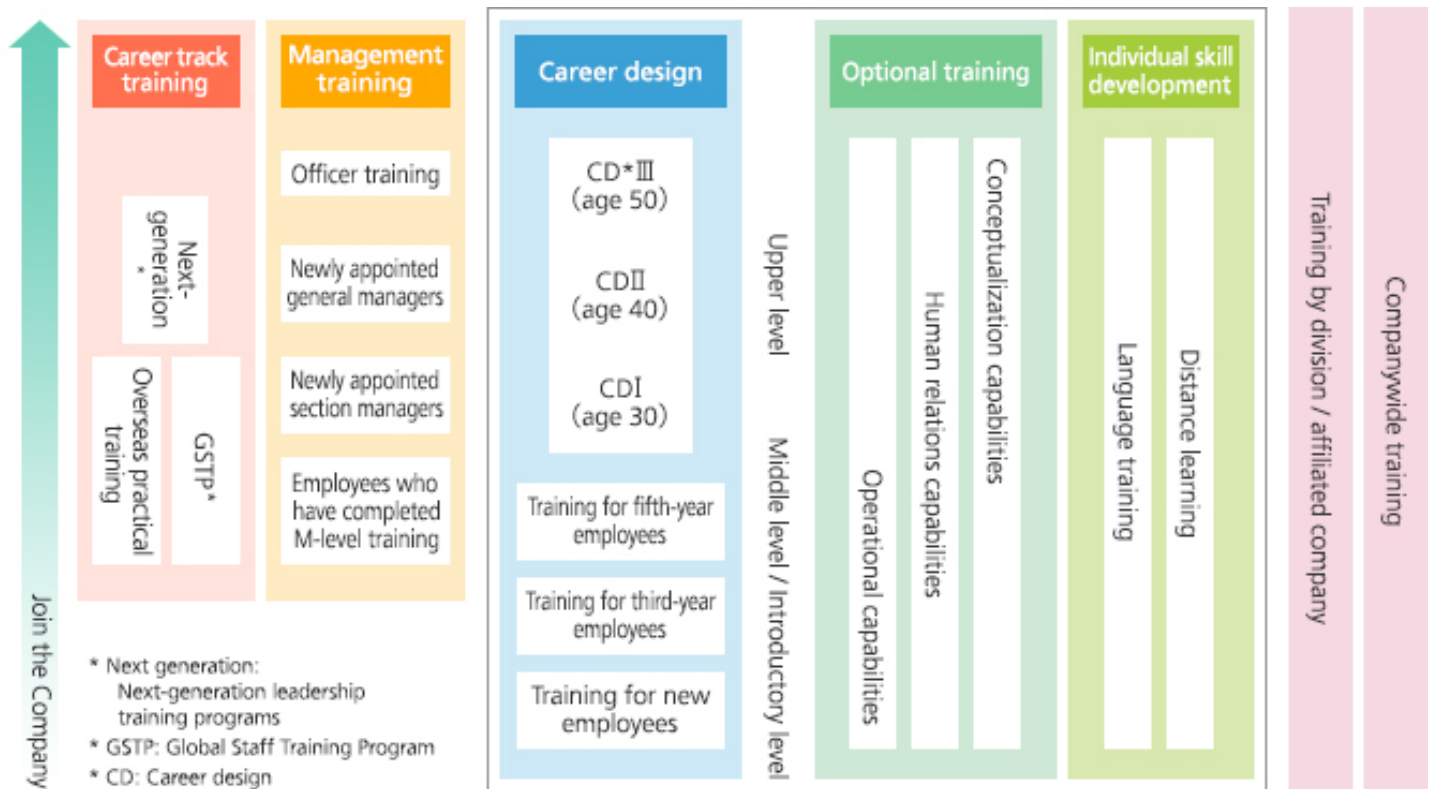 Career track
training
Next-
generation
*
Overseas practical
training
GSTP*
Management
training
Officer training
Newly appointed
general managers
Newly appointed
section managers
Employees who
have completed
M-level training
Join the Company
* Next generation:
Next-generation leadership
training programs
* GSTP: Global Staff Training Program
* CD: Career design
Career design
CD*Ⅲ
(age 50)
CDⅡ
(age 40)
CDⅠ
(age 30)
Training for fifth-year
employees
Training for third-year
employees
Training for new
employees
Upper level
Middle level / Introductory level
Optional training
Operational capabilities
Human relations capabilities
Conceptualization capabilities
Individual skill
development
Language training
Distance learning
Training by division / affiliated company
Companywide training